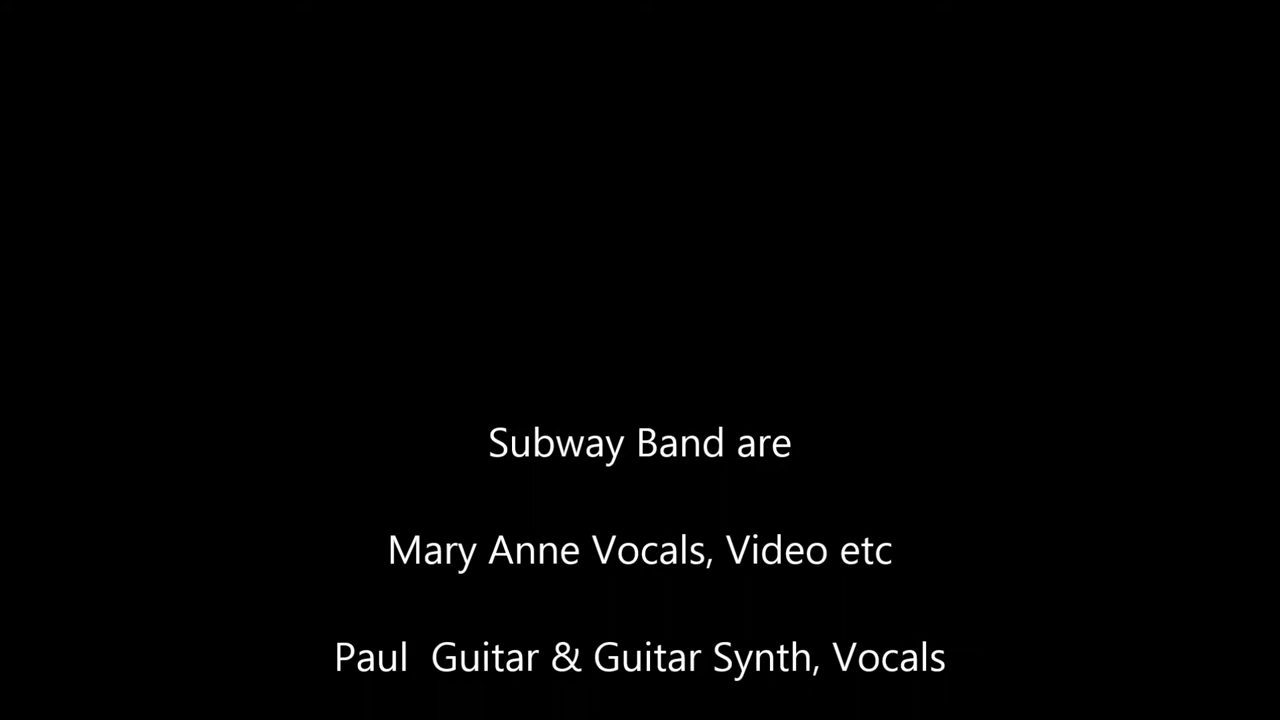 Subway Band are
Mary Anne Vocals, Video etc
Paul  Guitar & Guitar Synth, Vocals